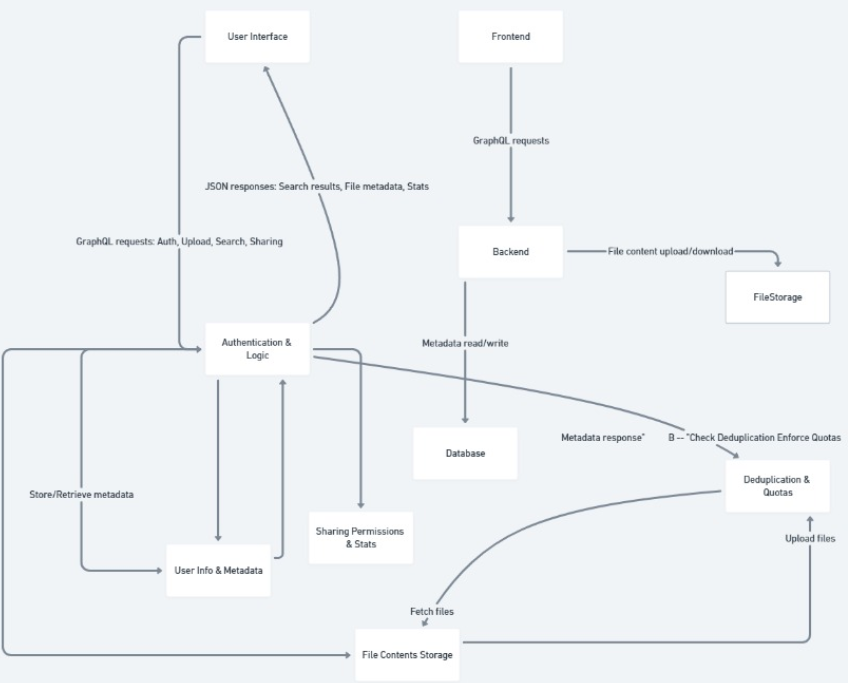 User Interface
Frontend
GraphQL requests
JSON responses: Search results, File metadata, Stats
GraphQL requests: Auth, Upload, Search, Sharing
Backend
File content upload/download
FileStorage
Authentication &
Logic
Metadata read/write
Metadata response"
B -- "Check Deduplication Enforce Quotas
Database
Deduplication &
Quotas
Store/Retrieve metadata
Sharing Permissions
& Stats
Upload files
User Info & Metadata
Fetch files
File Contents Storage